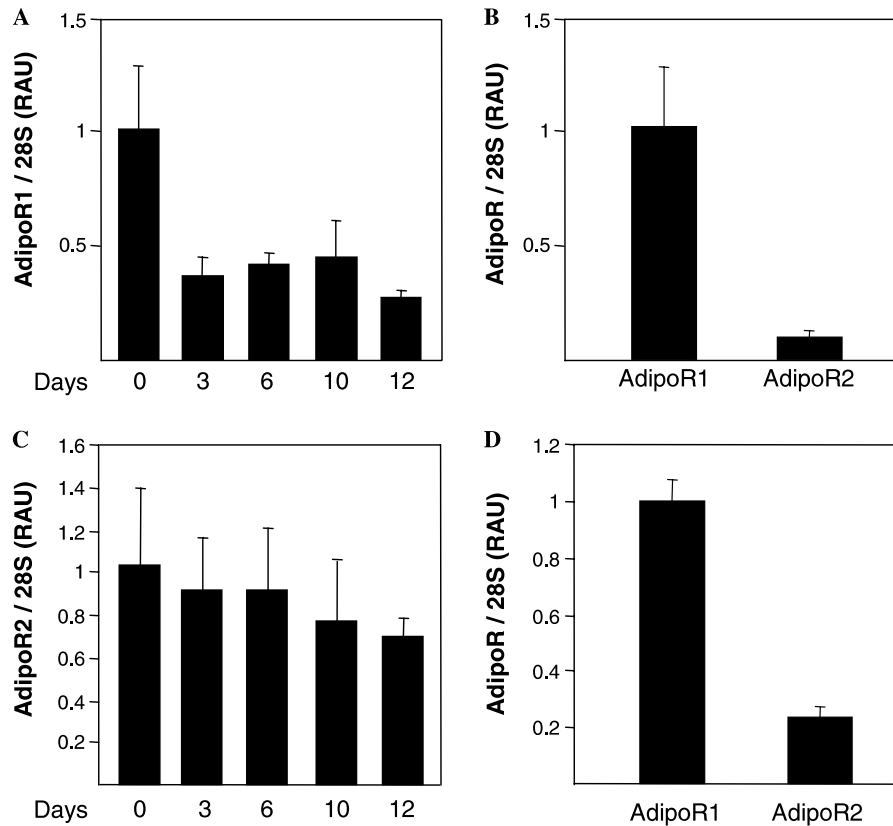 A
AdipoR1 / 28S (RAU)
1.5
1
0.5
Days 0 3 6 10 12
B
AdipoR / 28S (RAU)
1.5
1
0.5
AdipoR1 AdipoR2
C
AdipoR2 / 28S (RAU)
1.6
1.4
1.2
1
0.8
0.6
0.4
0.2
Days 0 3 6 10 12
D
AdipoR / 28S (RAU)
1.2
1
0.8
0.6
0.4
0.2
AdipoR1 AdipoR2